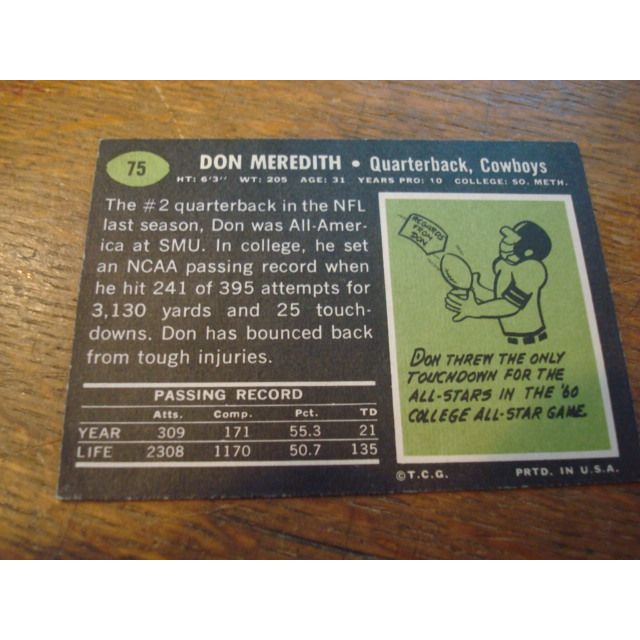 75
DON MEREDITH • Quarterback, Cowboys
HT: 6'3" WT: 205 AGE: 31 YEARS PRO: 10 COLLEGE: SO. METH.
The #2 quarterback in the NFL
last season, Don was All-Amer-
ica at SMU. In college, he set
an NCAA passing record when
he hit 241 of 395 attempts for
3,130 yards and 25 touch-
downs. Don has bounced back
from tough injuries.
PASSING RECORD
Atts. Comp. Pct. TD
YEAR 309 171 55.3 21
LIFE 2308 1170 50.7 135
REGARDS
FROM
DON
DON THREW THE ONLY
TOUCHDOWN FOR THE
ALL-STARS IN THE '60
COLLEGE ALL-STAR GAME.
©T.C.G. PRTD. IN U.S.A.